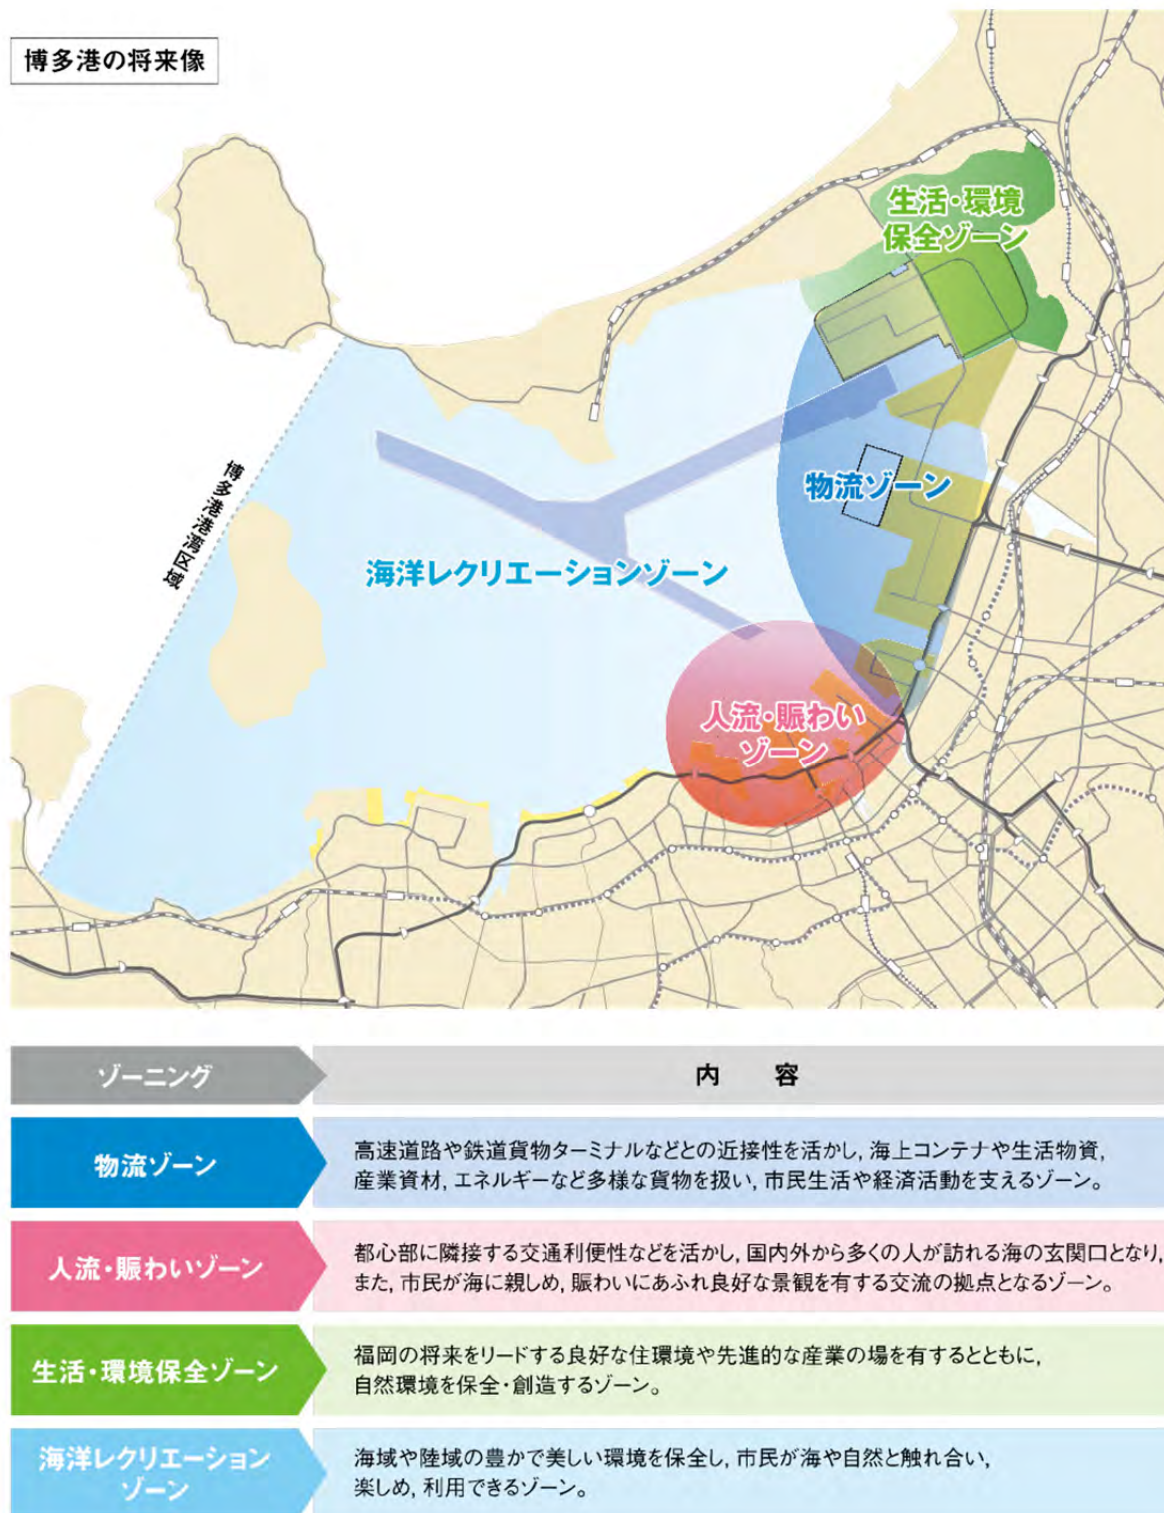 博多港の将来像
生活・環境
保全ゾーン
物流ゾーン
博多港港湾区域
海洋レクリエーションゾーン
人流・賑わい
ゾーン
ゾーニング
内 容
物流ゾーン
高速道路や鉄道貨物ターミナルなどとの近接性を活かし, 海上コンテナや生活物資,
産業資材, エネルギーなど多様な貨物を扱い, 市民生活や経済活動を支えるゾーン。
人流・賑わいゾーン
都心部に隣接する交通利便性などを活かし, 国内外から多くの人が訪れる海の玄関口となり,
また, 市民が海に親しめ, 賑わいにあふれ良好な景観を有する交流の拠点となるゾーン。
生活・環境保全ゾーン
福岡の将来をリードする良好な住環境や先進的な産業の場を有するとともに,
自然環境を保全・創造するゾーン。
海洋レクリエーション
ゾーン
海域や陸域の豊かで美しい環境を保全し, 市民が海や自然と触れ合い,
楽しめ, 利用できるゾーン。